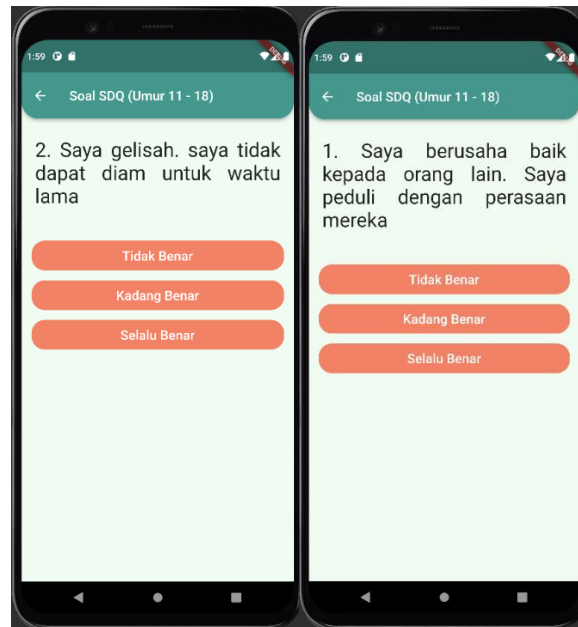 1:59
DEBUG
Soal SDQ (Umur 11 - 18)
2. Saya gelisah. saya tidak
dapat diam untuk waktu
lama
Tidak Benar
Kadang Benar
Selalu Benar
1:59
DEBUG
Soal SDQ (Umur 11 - 18)
1. Saya berusaha baik
kepada orang lain. Saya
peduli dengan perasaan
mereka
Tidak Benar
Kadang Benar
Selalu Benar